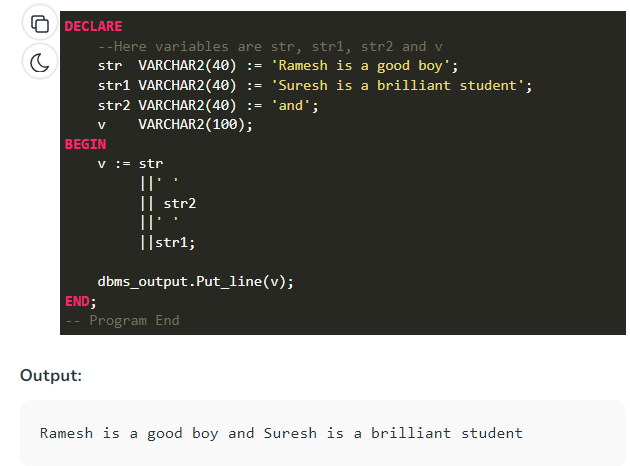 DECLARE
--Here variables are str, str1, str2 and v
str  VARCHAR2(40) := 'Ramesh is a good boy';
str1 VARCHAR2(40) := 'Suresh is a brilliant student';
str2 VARCHAR2(40) := 'and';
v    VARCHAR2(100);
BEGIN
v := str
||' '
|| str2
||' '
||str1;
dbms_output.Put_line(v);
END;
-- Program End
Output:
Ramesh is a good boy and Suresh is a brilliant student